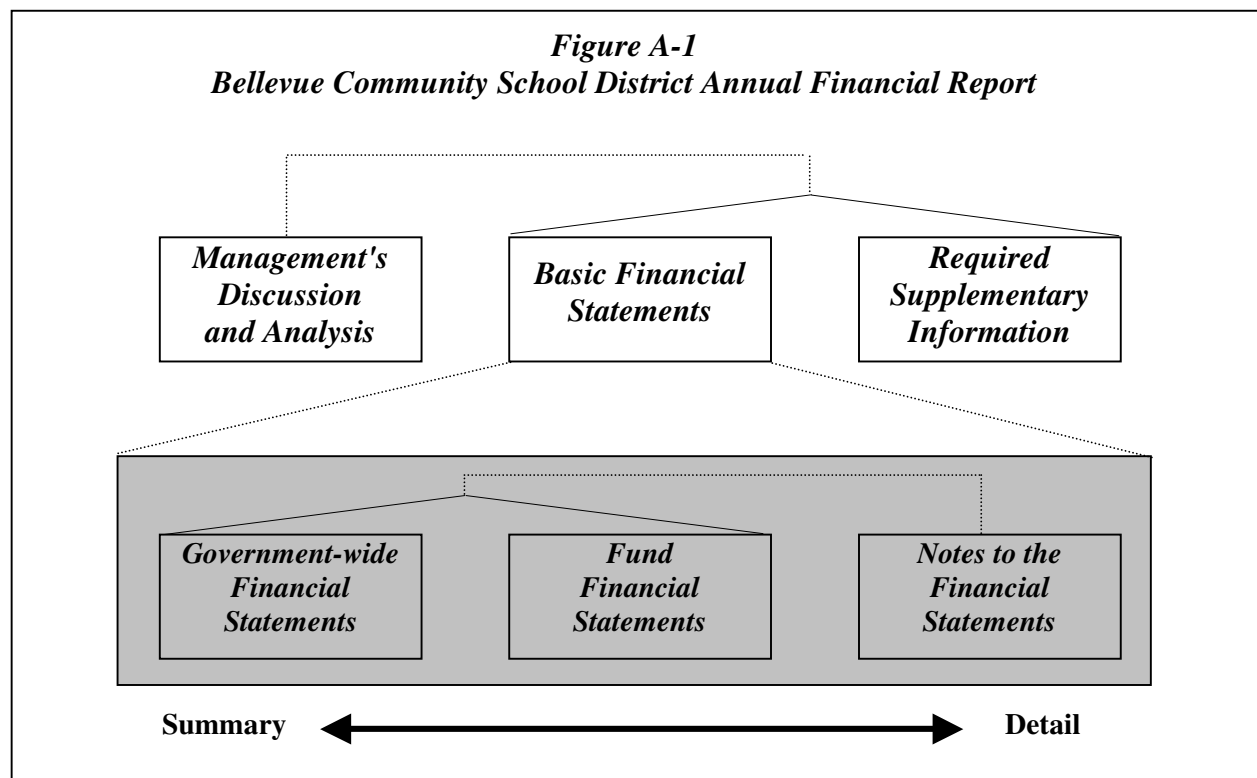 Figure A-1
Bellevue Community School District Annual Financial Report
Management's
Discussion
and Analysis
Basic Financial
Statements
Required
Supplementary
Information
Government-wide
Financial
Statements
Fund
Financial
Statements
Notes to the
Financial
Statements
Summary
Detail